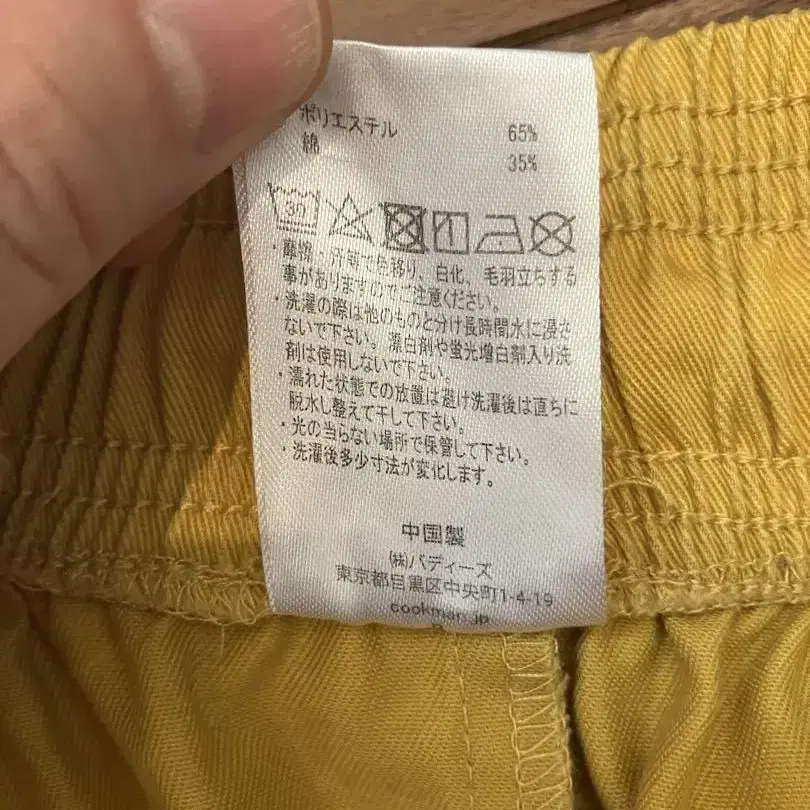 ポリエステル 65%
綿 35%
30
・摩擦・汗等で色移り、白化、毛羽立ちする
事がありますのでご注意ください。
・洗濯の際は他のものと分け長時間水に浸さ
ないで下さい。漂白剤や蛍光増白剤入り洗
剤は使用しないで下さい。
・濡れた状態での放置は避け洗濯後は直ちに
脱水し整えて干して下さい。
・光の当らない場所で保管して下さい。
・洗濯後多少寸法が変化します。
中国製
㈱バディーズ
東京都目黒区中央町1-4-19
cookman.jp